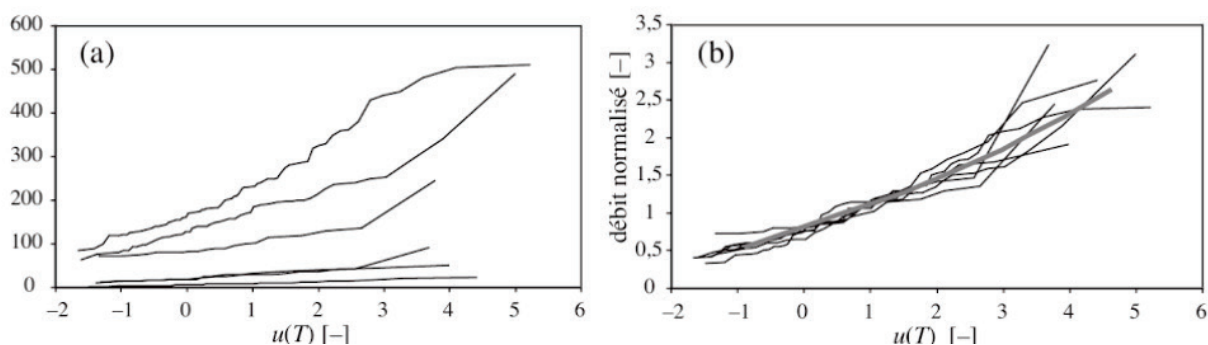 (a)
600
500
400
300
200
100
0
–2 –1 0 1 2 3 4 5 6
u(T) [–]
(b)
débit normalisé [–]
3,5
3
2,5
2
1,5
1
0,5
0
–2 –1 0 1 2 3 4 5 6
u(T) [–]